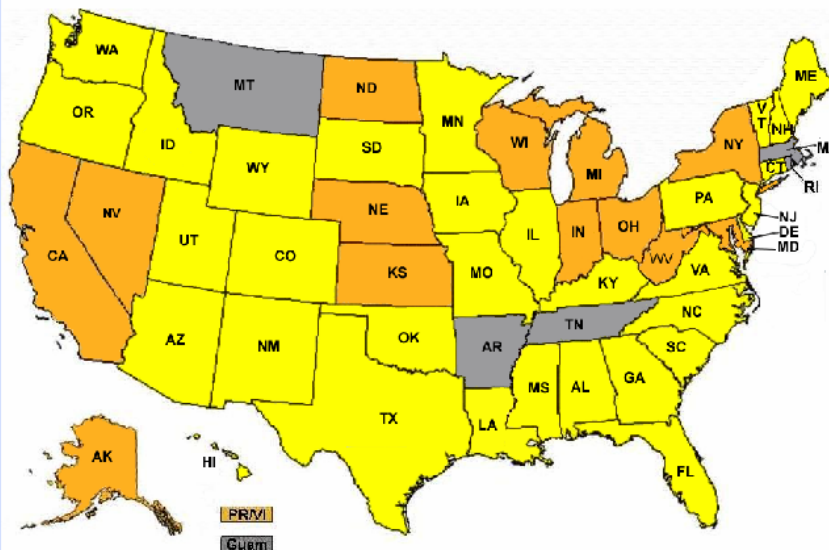 WA
MT
ND
MN
ME
OR
ID
WY
SD
WI
MI
NY
V
T
NH
M
CT
RI
NV
CA
UT
CO
NE
KS
IA
IL
IN
OH
PA
NJ
DE
MD
WV
VA
MO
KY
AZ
NM
OK
AR
TN
NC
SC
TX
LA
MS
AL
GA
FL
AK
HI
PR/VI
Guam